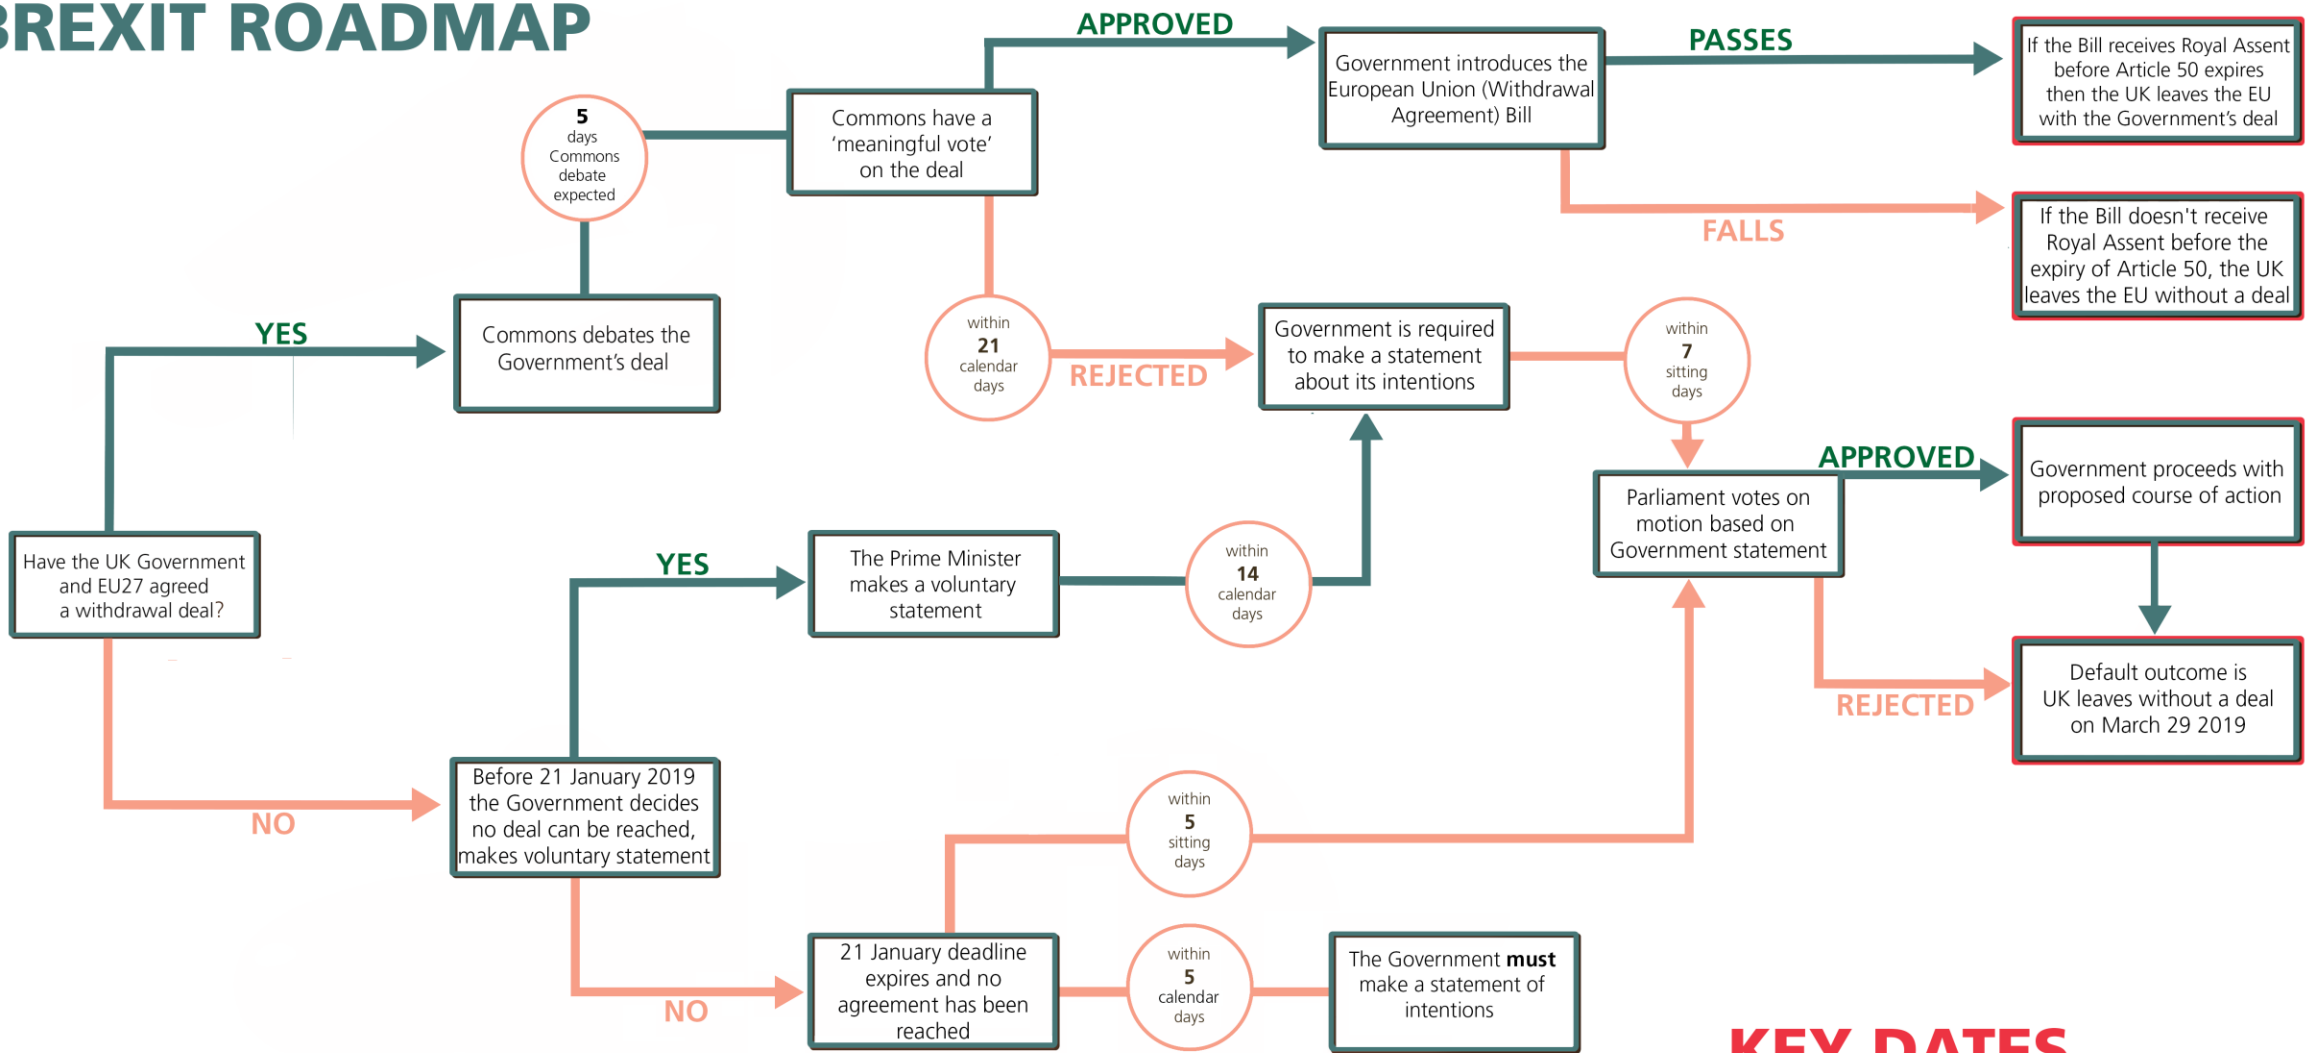 BREXIT ROADMAP
APPROVED
PASSES
If the Bill receives Royal Assent
before Article 50 expires
then the UK leaves the EU
with the Government’s deal
Government introduces the
European Union (Withdrawal
Agreement) Bill
5
days
Commons
debate
expected
Commons have a
‘meaningful vote’
on the deal
FALLS
If the Bill doesn't receive
Royal Assent before the
expiry of Article 50, the UK
leaves the EU without a deal
YES
Commons debates the
Government’s deal
within
21
calendar
days
REJECTED
Government is required
to make a statement
about its intentions
within
7
sitting
days
APPROVED
Government proceeds with
proposed course of action
Parliament votes on
motion based on
Government statement
Have the UK Government
and EU27 agreed
a withdrawal deal?
YES
The Prime Minister
makes a voluntary
statement
within
14
calendar
days
REJECTED
Default outcome is
UK leaves without a deal
on March 29 2019
NO
Before 21 January 2019
the Government decides
no deal can be reached,
makes voluntary statement
within
5
sitting
days
NO
21 January deadline
expires and no
agreement has been
reached
within
5
calendar
days
The Government must
make a statement of
intentions
KEY DATES